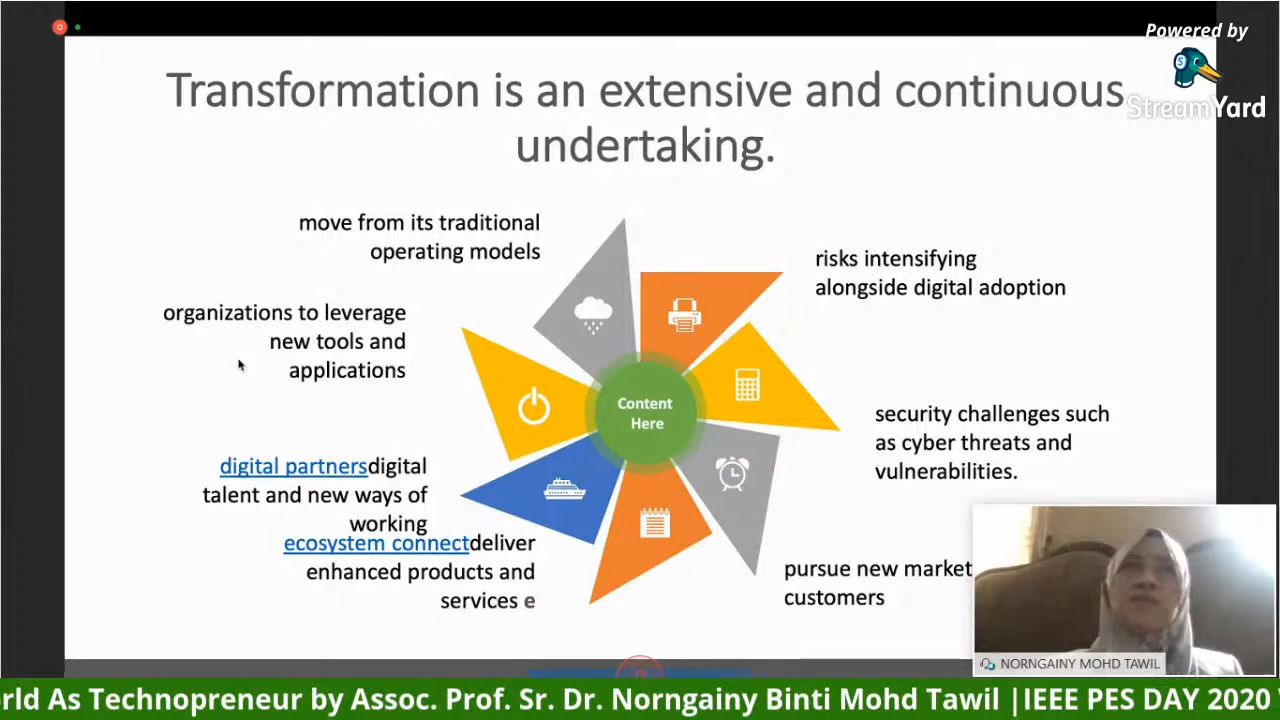 Powered by
StreamYard
Transformation is an extensive and continuous
undertaking.
move from its traditional
operating models
risks intensifying
alongside digital adoption
organizations to leverage
new tools and
applications
Content
Here
security challenges such
as cyber threats and
vulnerabilities.
digital partnersdigital
talent and new ways of
working
ecosystem connectdeliver
enhanced products and
services e
pursue new market
customers
NORNGAINY MOHD TAWIL
As Technopreneur by Assoc. Prof. Sr. Dr. Norngainy Binti Mohd Tawil |IEEE PES DAY 2020